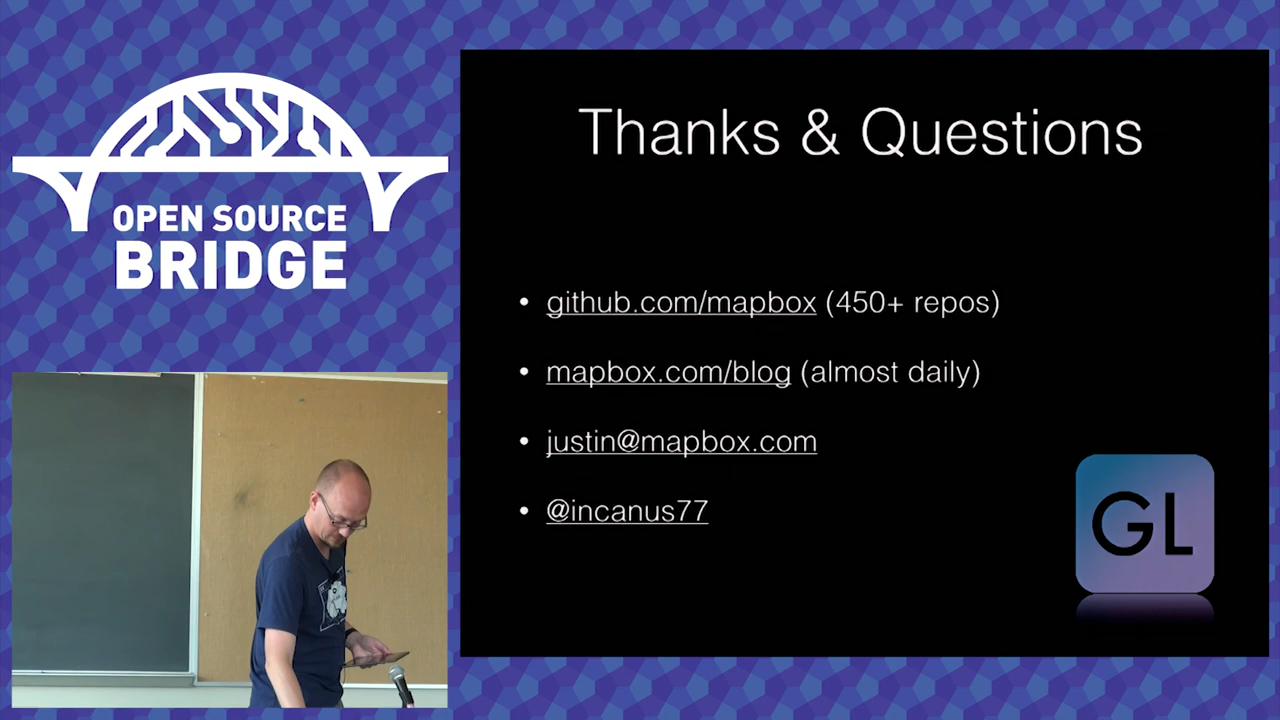 OPEN SOURCE
BRIDGE
Thanks & Questions
• github.com/mapbox (450+ repos)
• mapbox.com/blog (almost daily)
• justin@mapbox.com
• @incanus77
GL